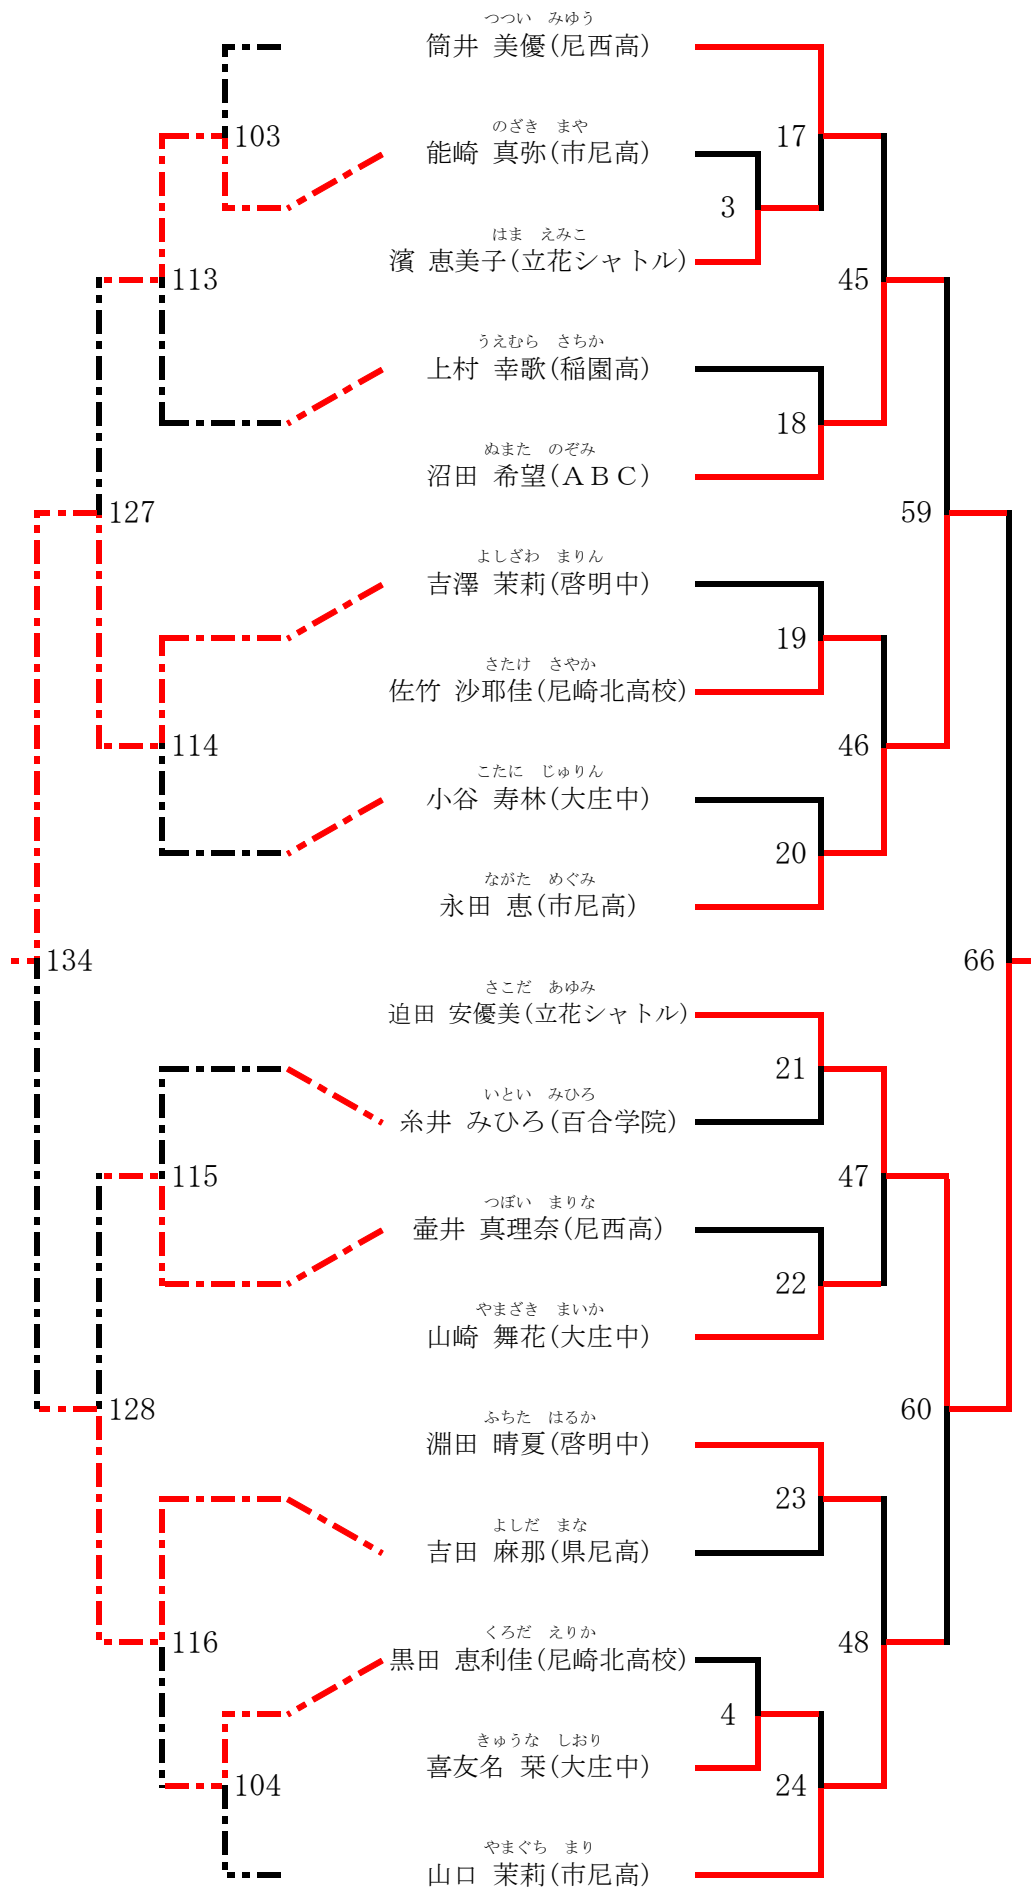 つつい　みゆう
筒井 美優(尼西高)
103
のざき　まや
能崎 真弥(市尼高)
17
3
はま　えみこ
濱 恵美子(立花シャトル)
113
45
うえむら　さちか
上村 幸歌(稲園高)
18
ぬまた　のぞみ
沼田 希望(ＡＢＣ)
127
59
よしざわ　まりん
吉澤 茉莉(啓明中)
19
さたけ　さやか
佐竹 沙耶佳(尼崎北高校)
114
46
こたに　じゅりん
小谷 寿林(大庄中)
20
ながた　めぐみ
永田 恵(市尼高)
134
66
さこだ　あゆみ
迫田 安優美(立花シャトル)
21
いとい　みひろ
糸井 みひろ(百合学院)
115
47
つぼい　まりな
壷井 真理奈(尼西高)
22
やまざき　まいか
山崎 舞花(大庄中)
128
60
ふちた　はるか
淵田 晴夏(啓明中)
23
よしだ　まな
吉田 麻那(県尼高)
116
48
くろだ　えりか
黒田 恵利佳(尼崎北高校)
4
きゅうな　しおり
喜友名 栞(大庄中)
104
24
やまぐち　まり
山口 茉莉(市尼高)